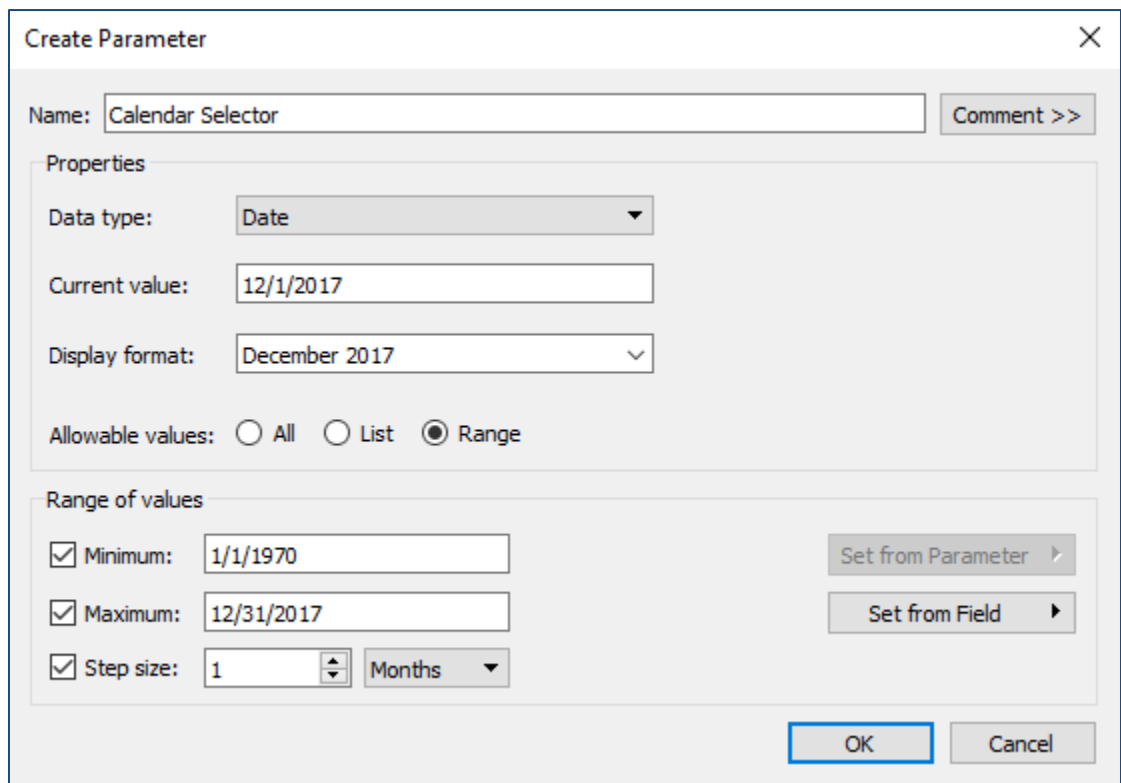 Create Parameter
Name: Calendar Selector Comment >>
Properties
Data type: Date
Current value: 12/1/2017
Display format: December 2017
Allowable values: All List Range
Range of values
Minimum: 1/1/1970 Set from Parameter
Maximum: 12/31/2017 Set from Field
Step size: 1 Months
OK Cancel